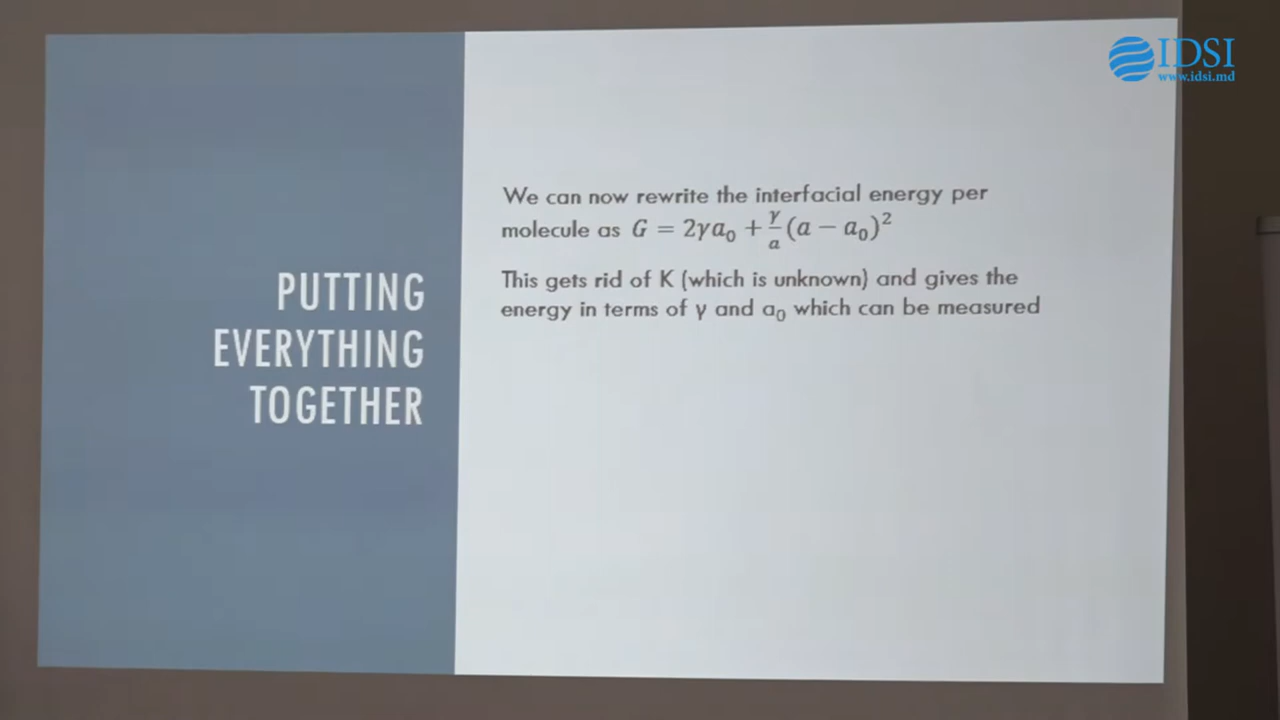 IDSI
www.idsi.md
PUTTING
EVERYTHING
TOGETHER
We can now rewrite the interfacial energy per
molecule as G = 2γa₀ + γ/a (a − a₀)²
This gets rid of K (which is unknown) and gives the
energy in terms of γ and a₀ which can be measured